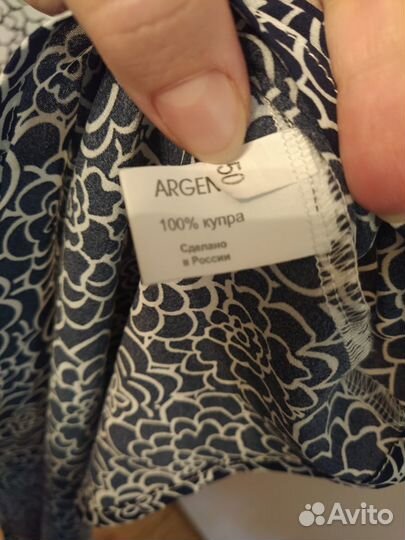 ARGEN
50
100% купра
Сделано
в России
Avito